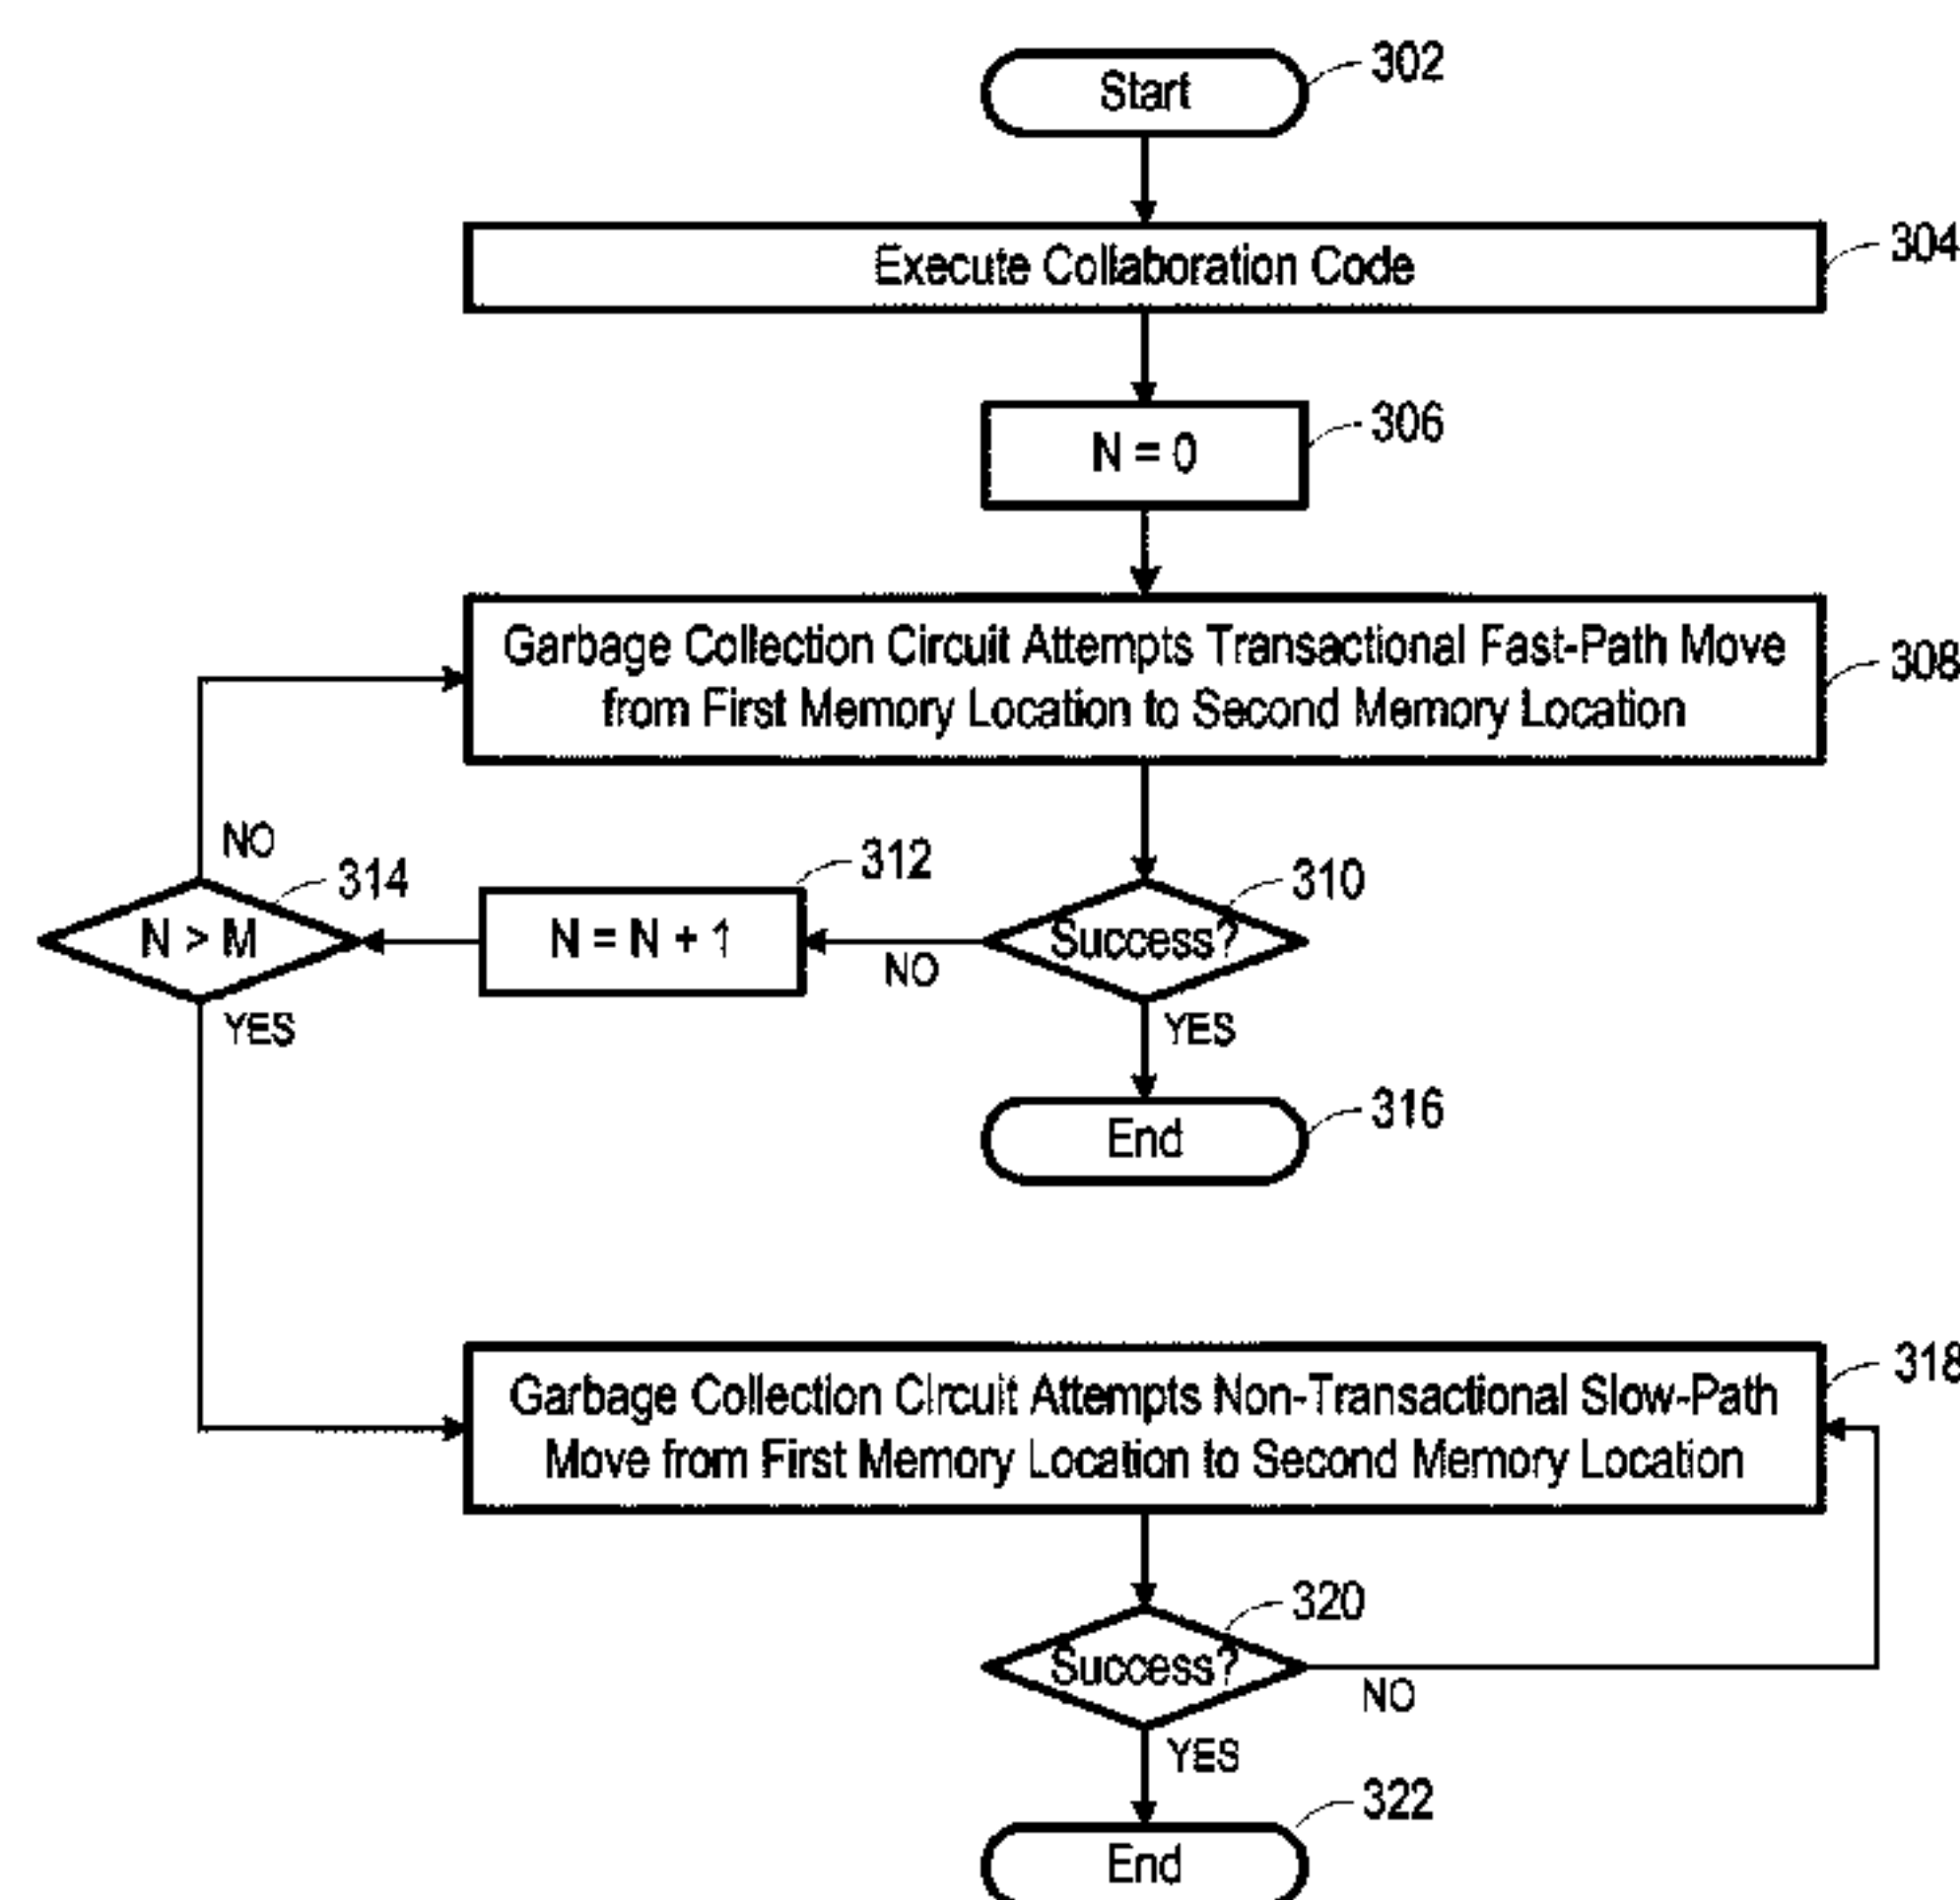 Start
302
Execute Collaboration Code
304
N = 0
306
Garbage Collection Circuit Attempts Transactional Fast-Path Move
from First Memory Location to Second Memory Location
308
NO
314
N > M
YES
312
N = N + 1
NO
310
Success?
YES
End
316
Garbage Collection Circuit Attempts Non-Transactional Slow-Path
Move from First Memory Location to Second Memory Location
318
320
Success?
NO
YES
322
End